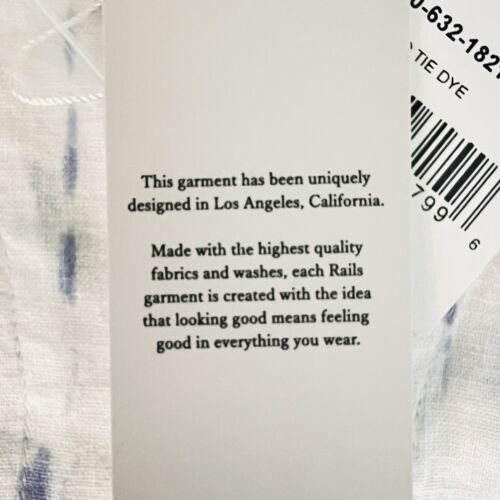 This garment has been uniquely
designed in Los Angeles, California.
Made with the highest quality
fabrics and washes, each Rails
garment is created with the idea
that looking good means feeling
good in everything you wear.
0-632-1827
TIE DYE
799
6